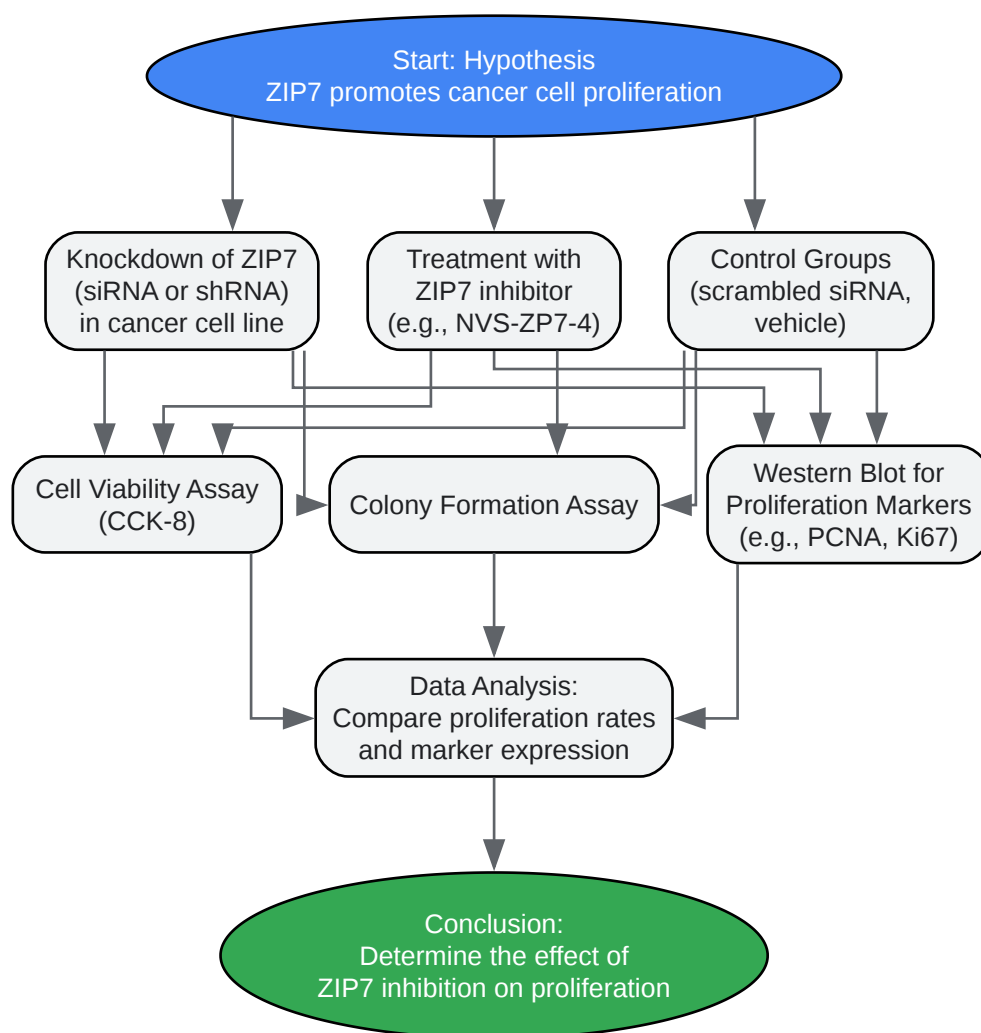 Start: Hypothesis
ZIP7 promotes cancer cell proliferation
Knockdown of ZIP7
(siRNA or shRNA)
in cancer cell line
Treatment with
ZIP7 inhibitor
(e.g., NVS-ZP7-4)
Control Groups
(scrambled siRNA,
vehicle)
Cell Viability Assay
(CCK-8)
Colony Formation Assay
Western Blot for
Proliferation Markers
(e.g., PCNA, Ki67)
Data Analysis:
Compare proliferation rates
and marker expression
Conclusion:
Determine the effect of
ZIP7 inhibition on proliferation